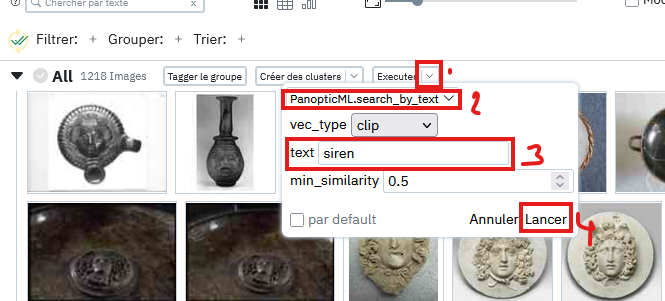 Chercher par texte x
Filtrer: + Grouper: + Trier: +
All 1218 Images Tagger le groupe Créer des clusters Executer
1
PanopticML.search_by_text
2
vec_type clip
text siren
3
min_similarity 0.5
par default Annuler Lancer
4